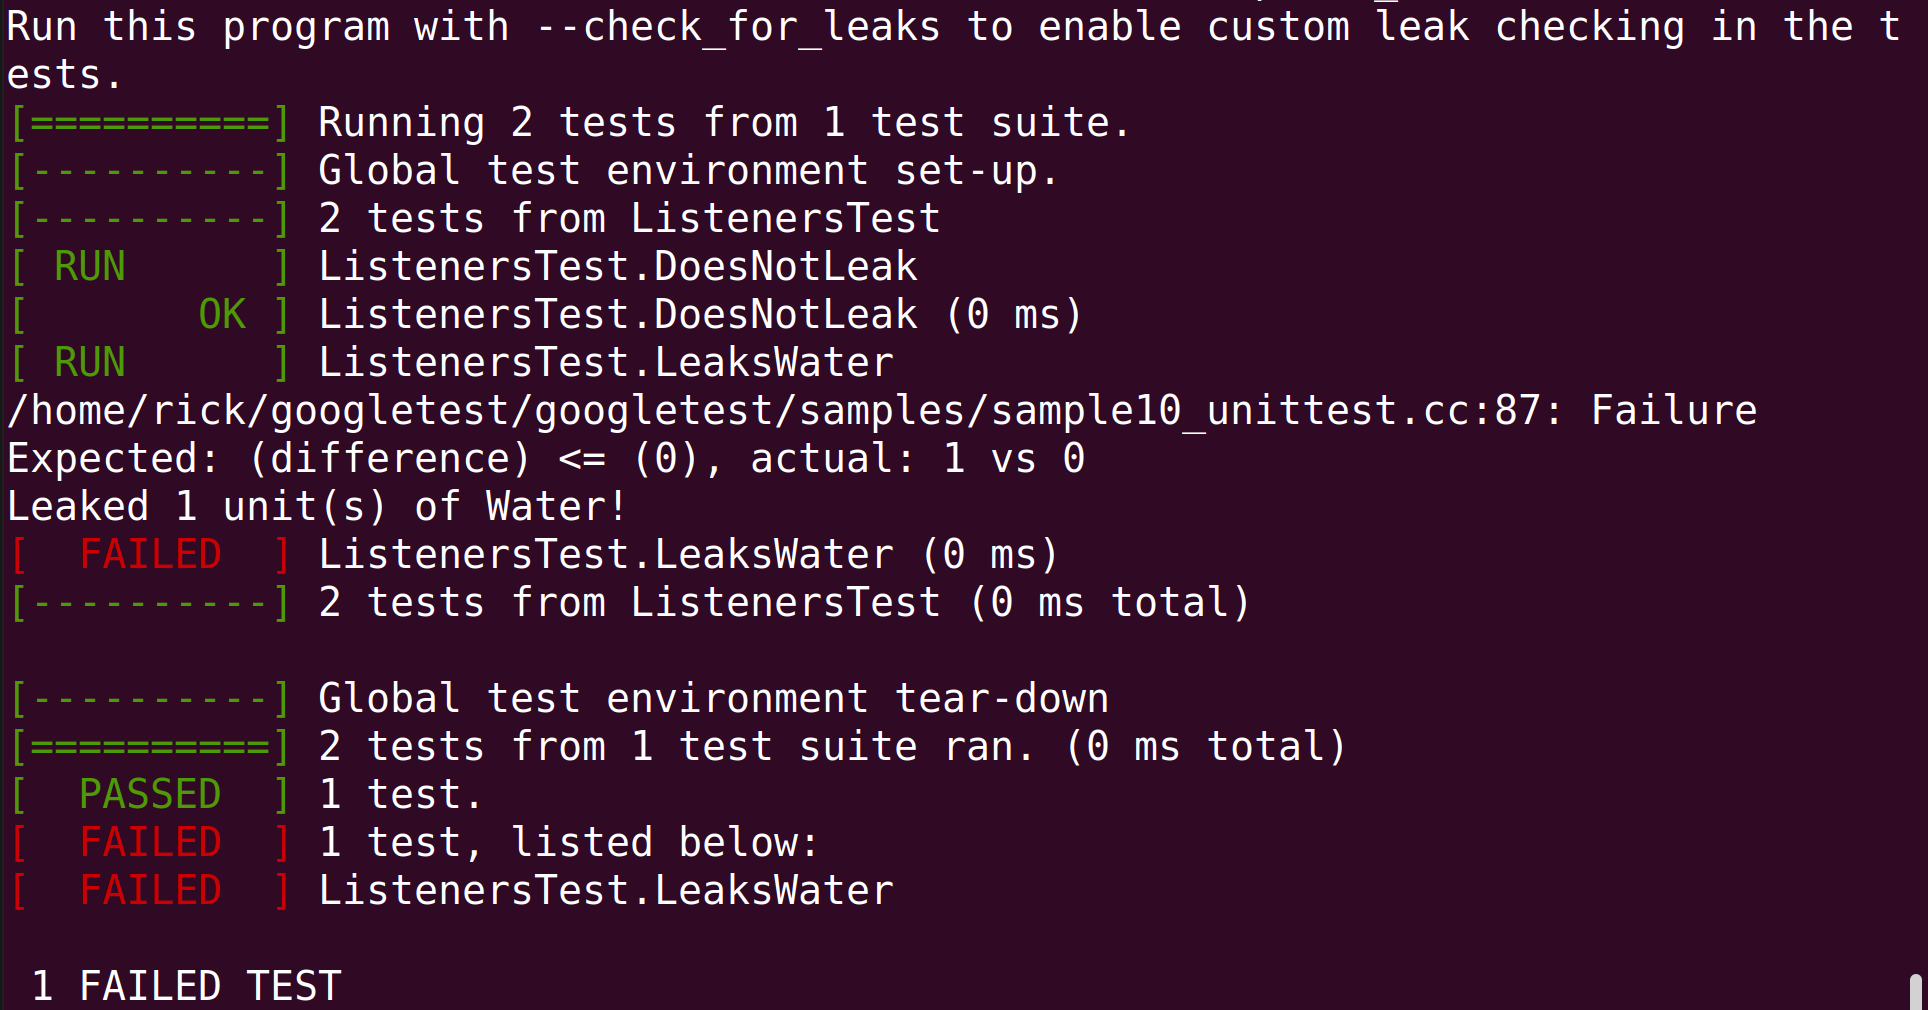 Run this program with --check_for_leaks to enable custom leak checking in the t
ests.
[==========] Running 2 tests from 1 test suite.
[----------] Global test environment set-up.
[----------] 2 tests from ListenersTest
[ RUN      ] ListenersTest.DoesNotLeak
[       OK ] ListenersTest.DoesNotLeak (0 ms)
[ RUN      ] ListenersTest.LeaksWater
/home/rick/googletest/googletest/samples/sample10_unittest.cc:87: Failure
Expected: (difference) <= (0), actual: 1 vs 0
Leaked 1 unit(s) of Water!
[  FAILED  ] ListenersTest.LeaksWater (0 ms)
[----------] 2 tests from ListenersTest (0 ms total)

[----------] Global test environment tear-down
[==========] 2 tests from 1 test suite ran. (0 ms total)
[  PASSED  ] 1 test.
[  FAILED  ] 1 test, listed below:
[  FAILED  ] ListenersTest.LeaksWater

 1 FAILED TEST